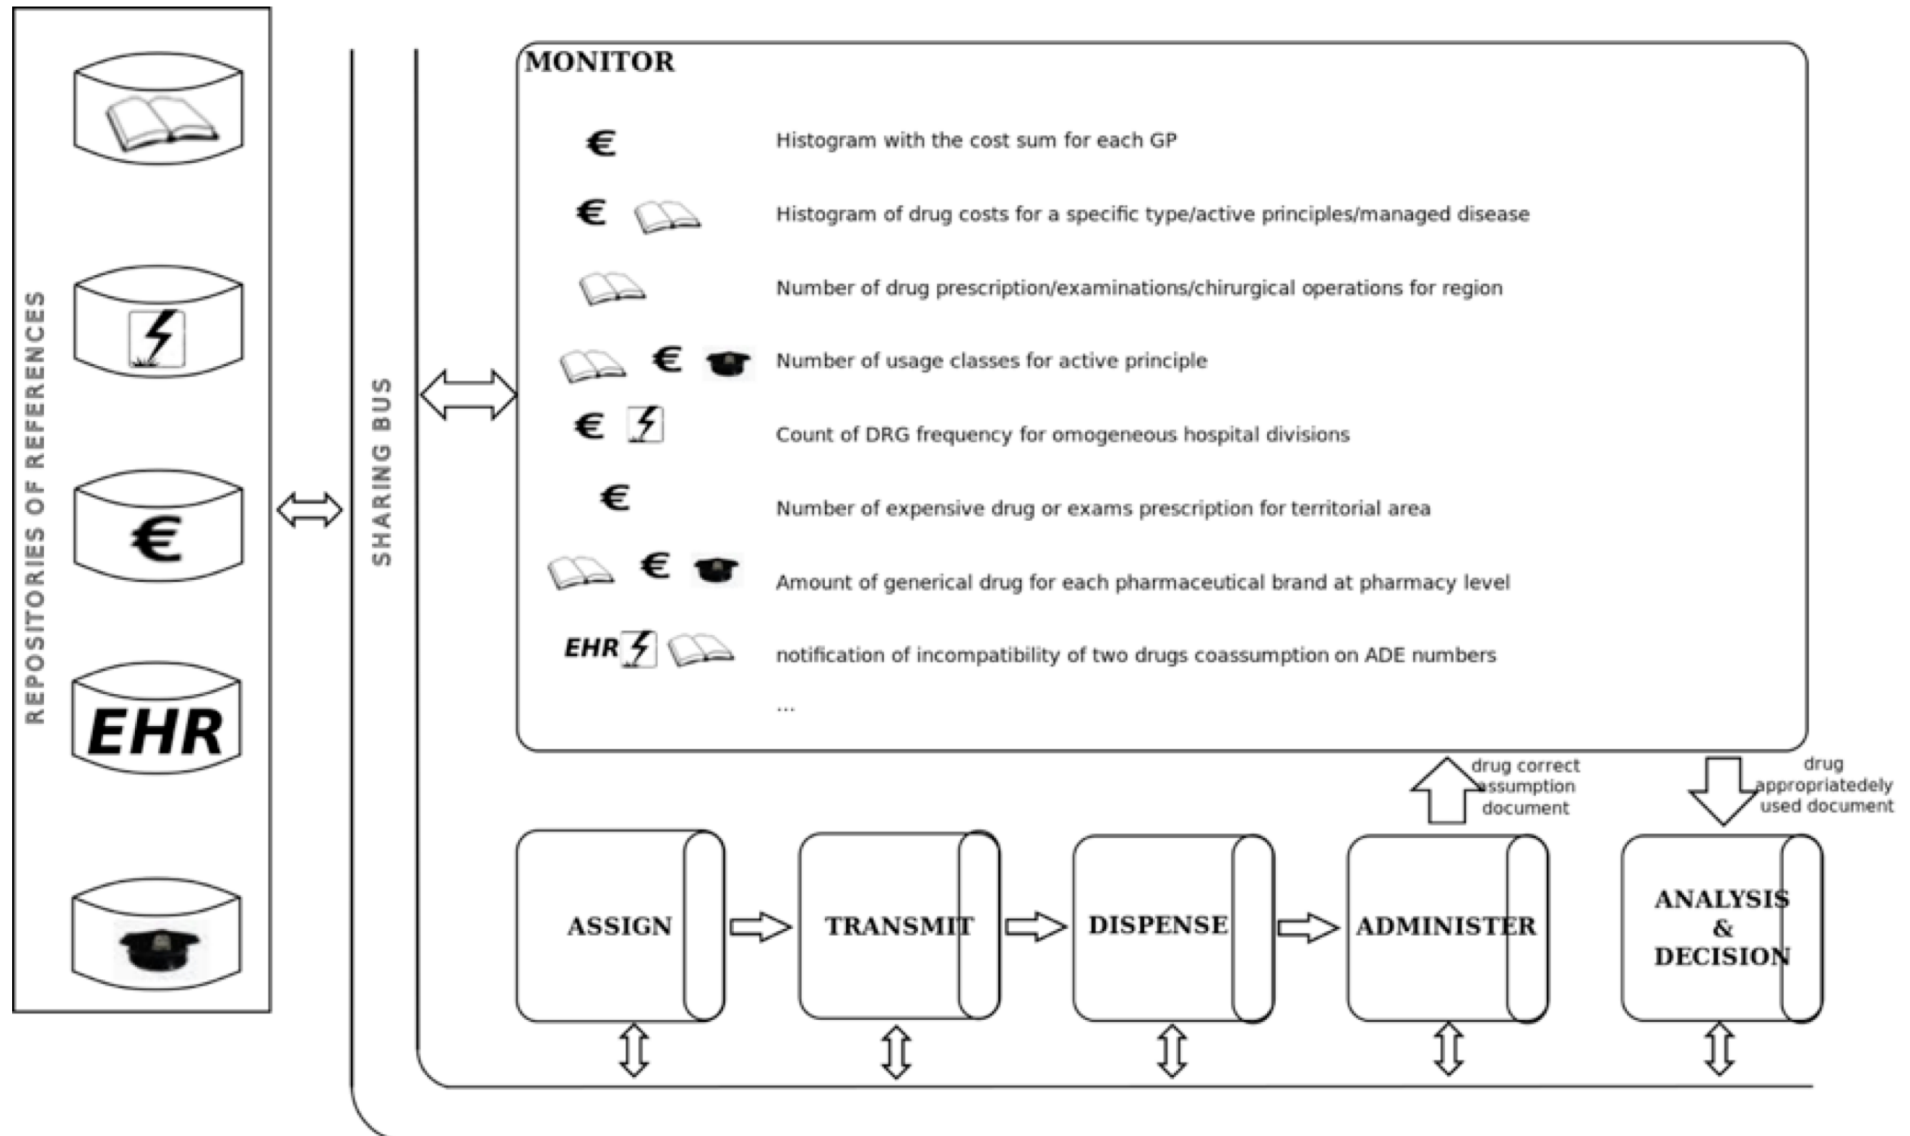 REPOSITORIES OF REFERENCES
€
EHR
SHARING BUS
MONITOR
€ Histogram with the cost sum for each GP
€ Histogram of drug costs for a specific type/active principles/managed disease
Number of drug prescription/examinations/chirurgical operations for region
€ Number of usage classes for active principle
€ Count of DRG frequency for omogeneous hospital divisions
€ Number of expensive drug or exams prescription for territorial area
€ Amount of generical drug for each pharmaceutical brand at pharmacy level
EHR notification of incompatibility of two drugs coassumption on ADE numbers
...
drug correct
assumption
document
drug
appropriatedely
used document
ASSIGN
TRANSMIT
DISPENSE
ADMINISTER
ANALYSIS
&
DECISION